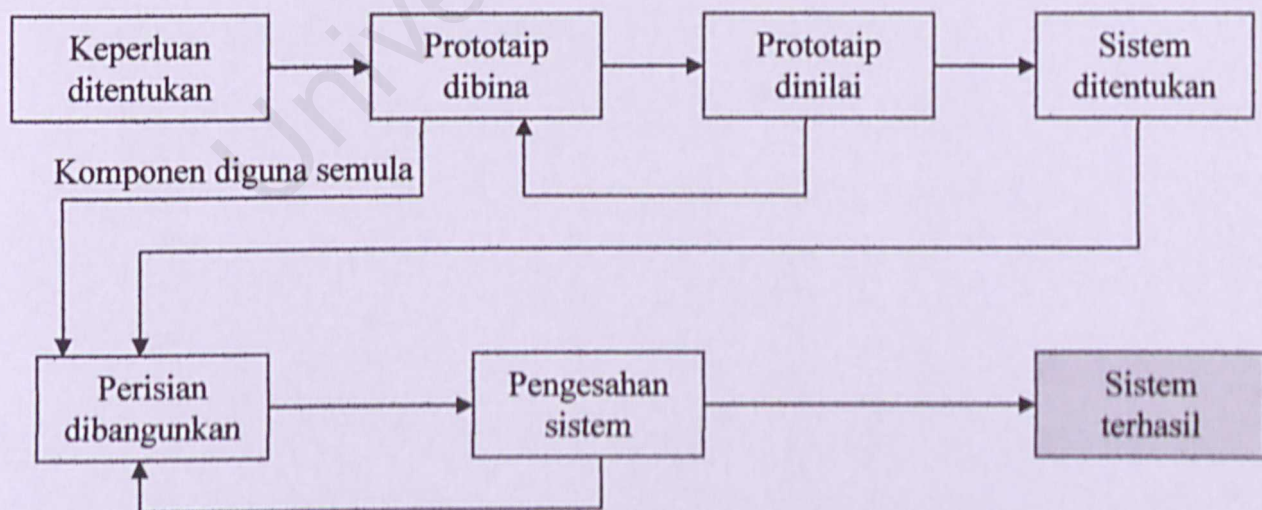 Keperluan
ditentukan
Prototaip
dibina
Prototaip
dinilai
Sistem
ditentukan
Komponen diguna semula
Perisian
dibangunkan
Pengesahan
sistem
Sistem
terhasil